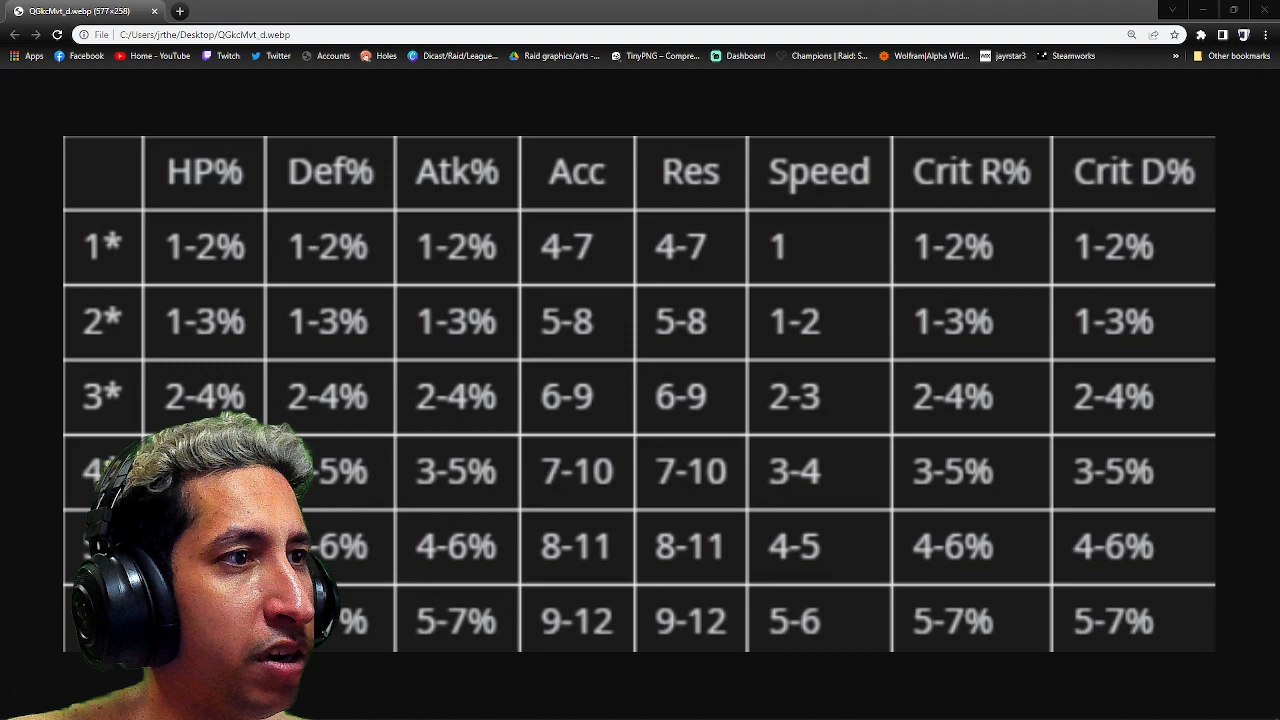 QGkcMvt_d.webp (577×258)
File C:/Users/jrthe/Desktop/QGkcMvt_d.webp
Apps Facebook Home - YouTube Twitch Twitter Accounts Holes Dicast/Raid/League... Raid graphics/arts -... TinyPNG – Compre... Dashboard Champions | Raid: S... Wolfram|Alpha Wid... WIX jayrstar3 Steamworks » Other bookmarks
HP% Def% Atk% Acc Res Speed Crit R% Crit D%
1* 1-2% 1-2% 1-2% 4-7 4-7 1 1-2% 1-2%
2* 1-3% 1-3% 1-3% 5-8 5-8 1-2 1-3% 1-3%
3* 2-4% 2-4% 2-4% 6-9 6-9 2-3 2-4% 2-4%
4* -5% 3-5% 7-10 7-10 3-4 3-5% 3-5%
-6% 4-6% 8-11 8-11 4-5 4-6% 4-6%
% 5-7% 9-12 9-12 5-6 5-7% 5-7%